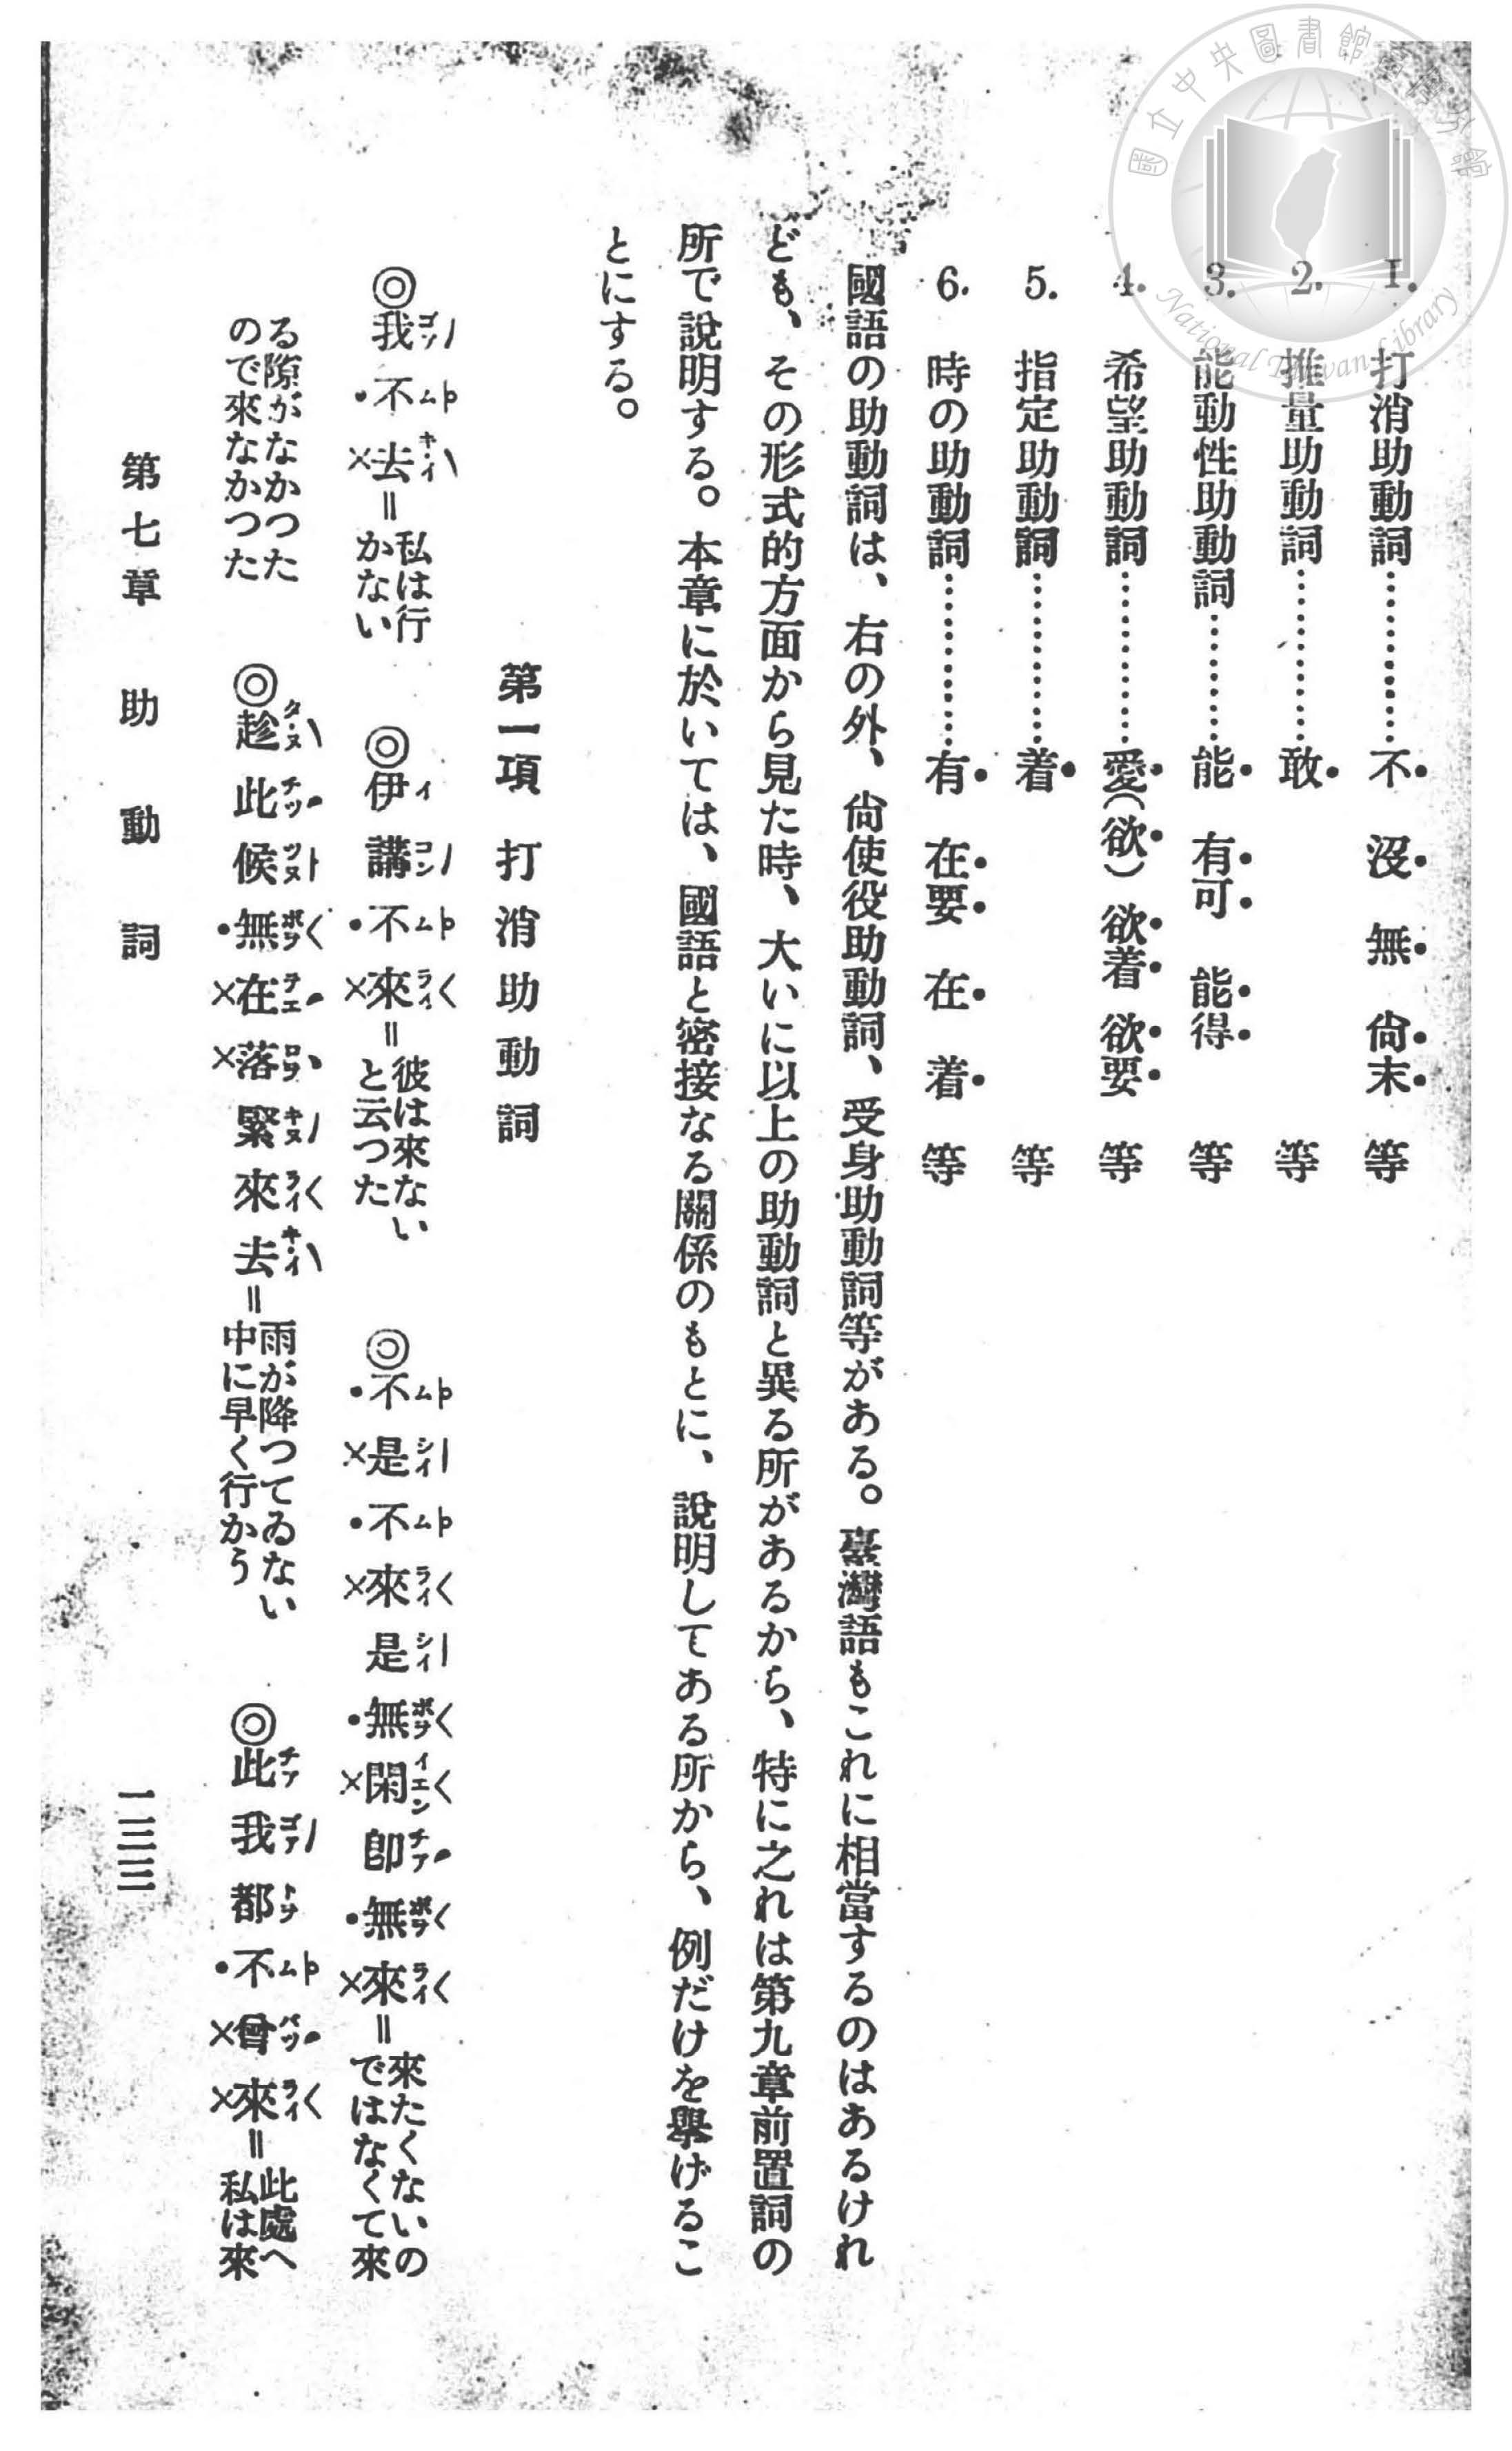 1. 打消助動詞…………不 沒 無 尙末 等
2. 推量助動詞…………敢 等
3. 能動性助動詞………能 有可 能得 等
4. 希望助動詞…………愛(欲) 欲着 欲要 等
5. 指定助動詞…………着 等
6. 時の助動詞…………有 在要 在 着 等
國語の助動詞は、右の外、尙使役助動詞、受身助動詞等がある。臺灣語もこれに相當するのはあるけれ
ども、その形式的方面から見た時、大いに以上の助動詞と異る所があるから、特に之れは第九章前置詞の
所で說明する。本章に於いては、國語と密接なる關係のもとに、說明してある所から、例だけを擧げるこ
とにする。
第一項 打消助動詞
◎我不去=私は行かない ◎伊講不來=彼は來ないと云つた ◎不是不來是無閑卽無來=來たくないのではなくて來
る隙がなかつたので來なかつた ◎趁此候無在落緊來去=雨が降つてゐない中に早く行かう ◎此我都不曾來=此處へ私は來
第七章 助動詞 一三三
國立中央圖書館臺灣分館
National Taiwan Library